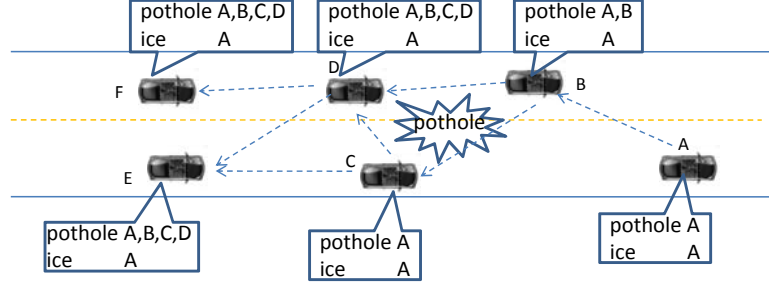 pothole A,B,C,D
ice A
pothole A,B,C,D
ice A
pothole A,B
ice A
D
F
B
pothole
A
C
E
pothole A,B,C,D
ice A
pothole A
ice A
pothole A
ice A